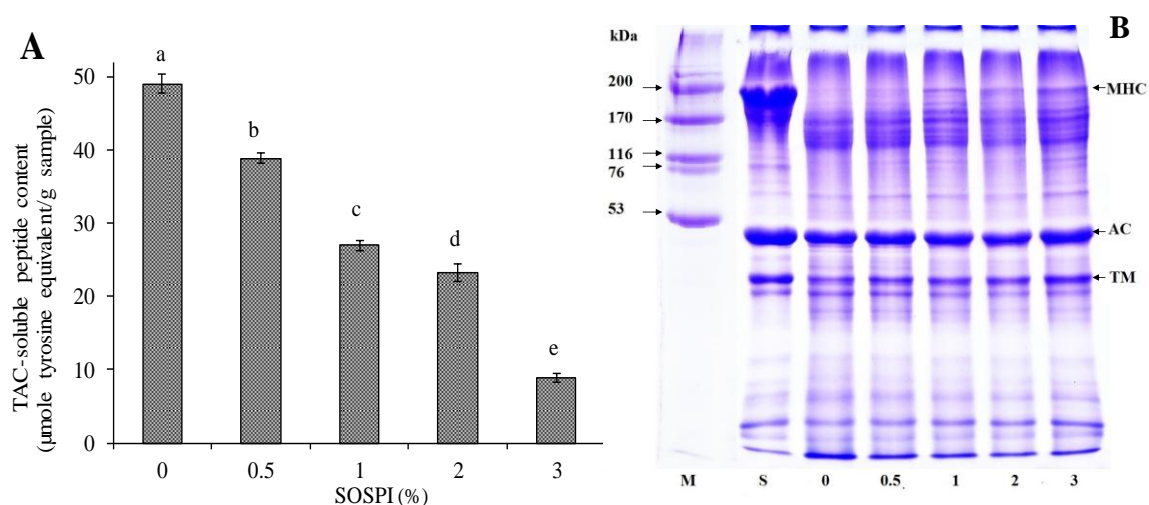 A
TAC-soluble peptide content
(µmole tyrosine equivalent/g sample)
50
40
30
20
10
0
a
b
c
d
e
0 0.5 1 2 3
SOSPI (%)
B
kDa
200
170
116
76
53
MHC
AC
TM
M S 0 0.5 1 2 3